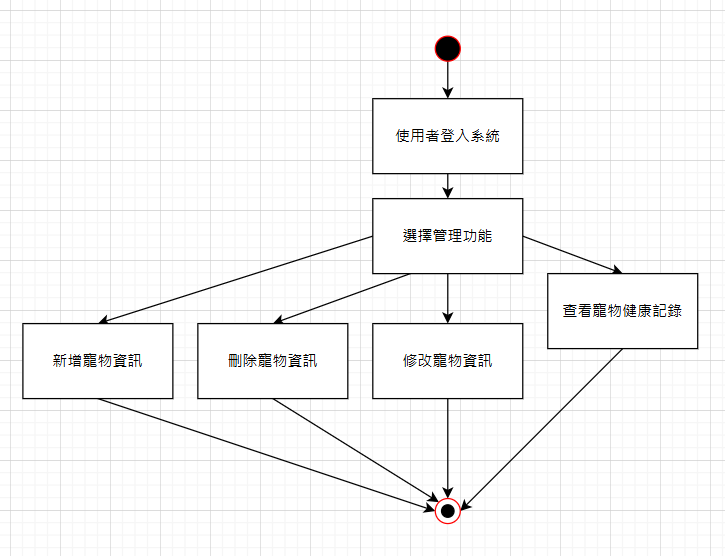 使用者登入系統
選擇管理功能
查看寵物健康記錄
新增寵物資訊
刪除寵物資訊
修改寵物資訊